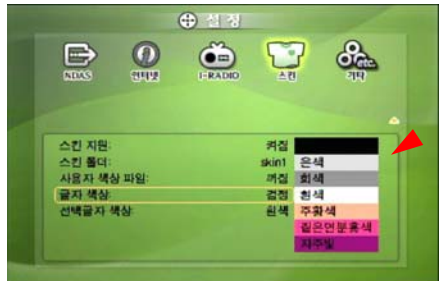 설정
NDAS 인터넷 I-RADIO 스킨 기타
etc.
스킨 지원: 켜짐
스킨 폴더: skin1 은색
사용자 색상 파일: 꺼짐 회색
글자 색상: 검정 흰색
선택글자 색상: 흰색 주황색
짙은연분홍색
자주빛